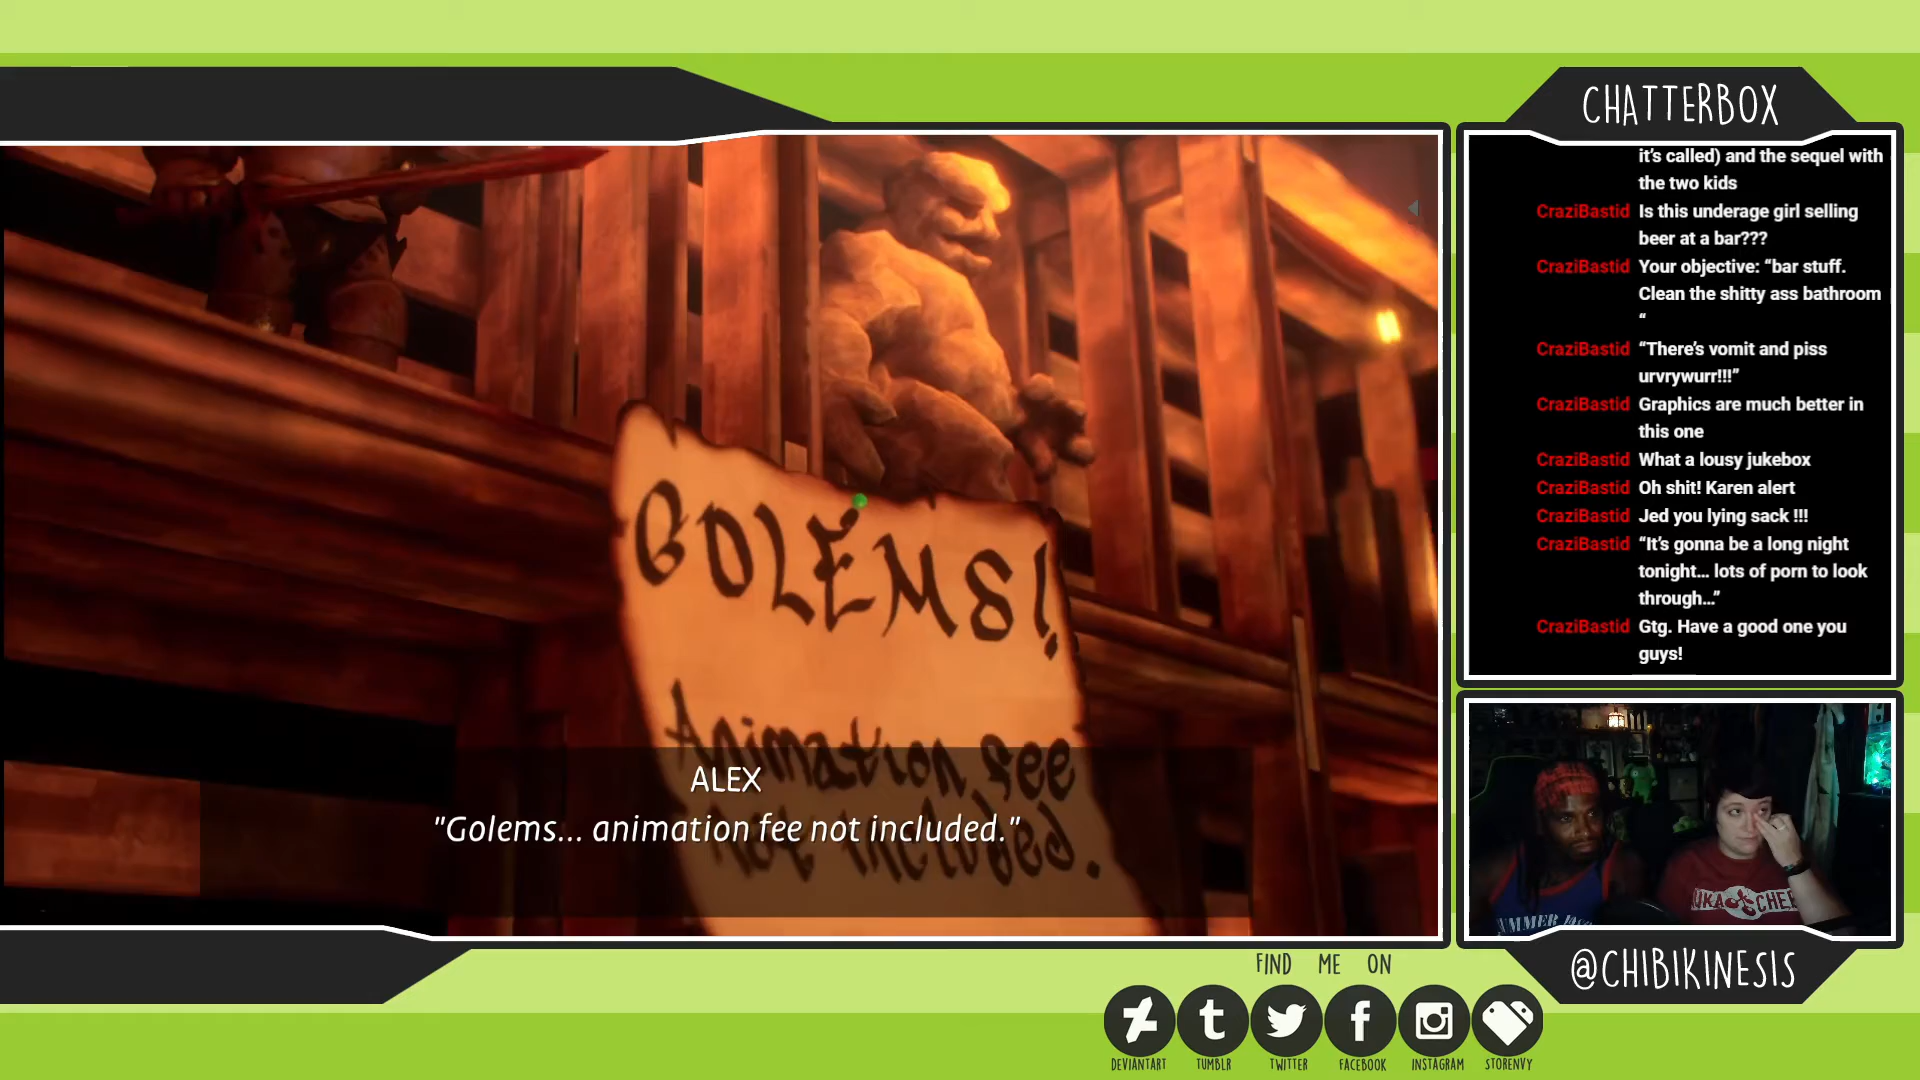 CHATTERBOX
it's called) and the sequel with
the two kids
CraziBastid Is this underage girl selling
beer at a bar???
CraziBastid Your objective: “bar stuff.
Clean the shitty ass bathroom
“
CraziBastid “There’s vomit and piss
urvrywurr!!!”
CraziBastid Graphics are much better in
this one
CraziBastid What a lousy jukebox
CraziBastid Oh shit! Karen alert
CraziBastid Jed you lying sack !!!
CraziBastid “It’s gonna be a long night
tonight... lots of porn to look
through...”
CraziBastid Gtg. Have a good one you
guys!
GOLEMS!
Animation fee
not included.
ALEX
"Golems... animation fee not included."
@CHIBIKINESIS
FIND ME ON
DEVIANTART TUMBLR TWITTER FACEBOOK INSTAGRAM STORENVY